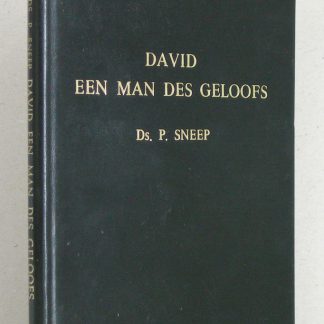 DAVID
EEN MAN DES GELOOFS
Ds. P. SNEEP
Ds. P. SNEEP DAVID EEN MAN DES GELOOFS